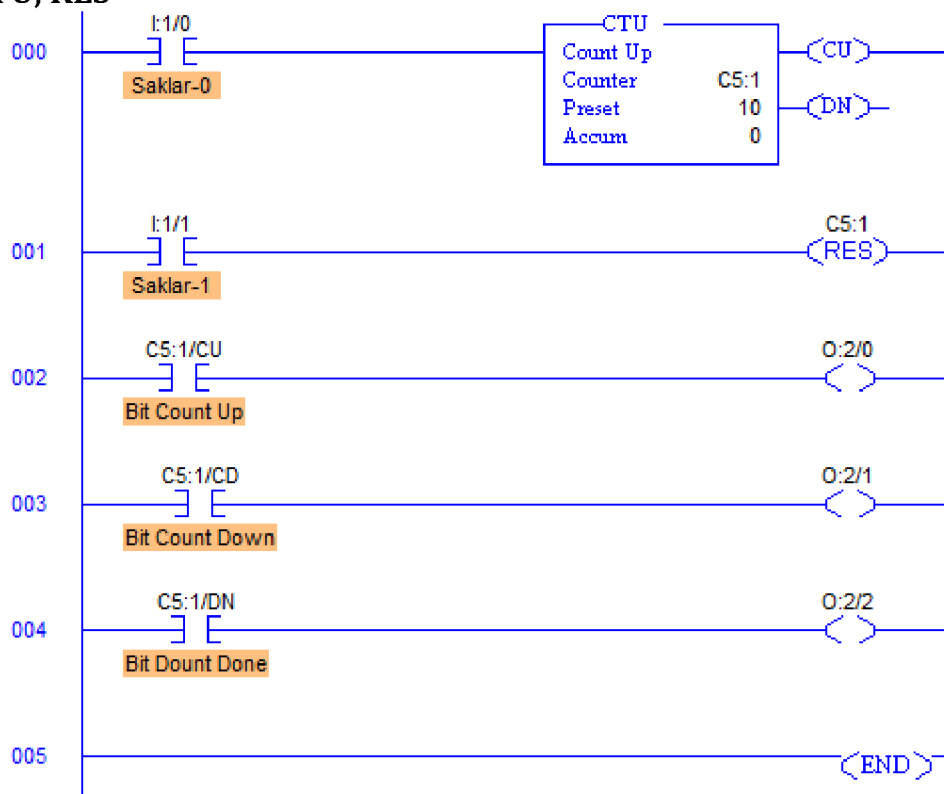 RES
I:1/0
CTU
000
Count Up
CU
Saklar-0
Counter C5:1
Preset 10
DN
Accum 0
I:1/1
C5:1
001
RES
Saklar-1
C5:1/CU
O:2/0
002
Bit Count Up
C5:1/CD
O:2/1
003
Bit Count Down
C5:1/DN
O:2/2
004
Bit Dount Done
005
END